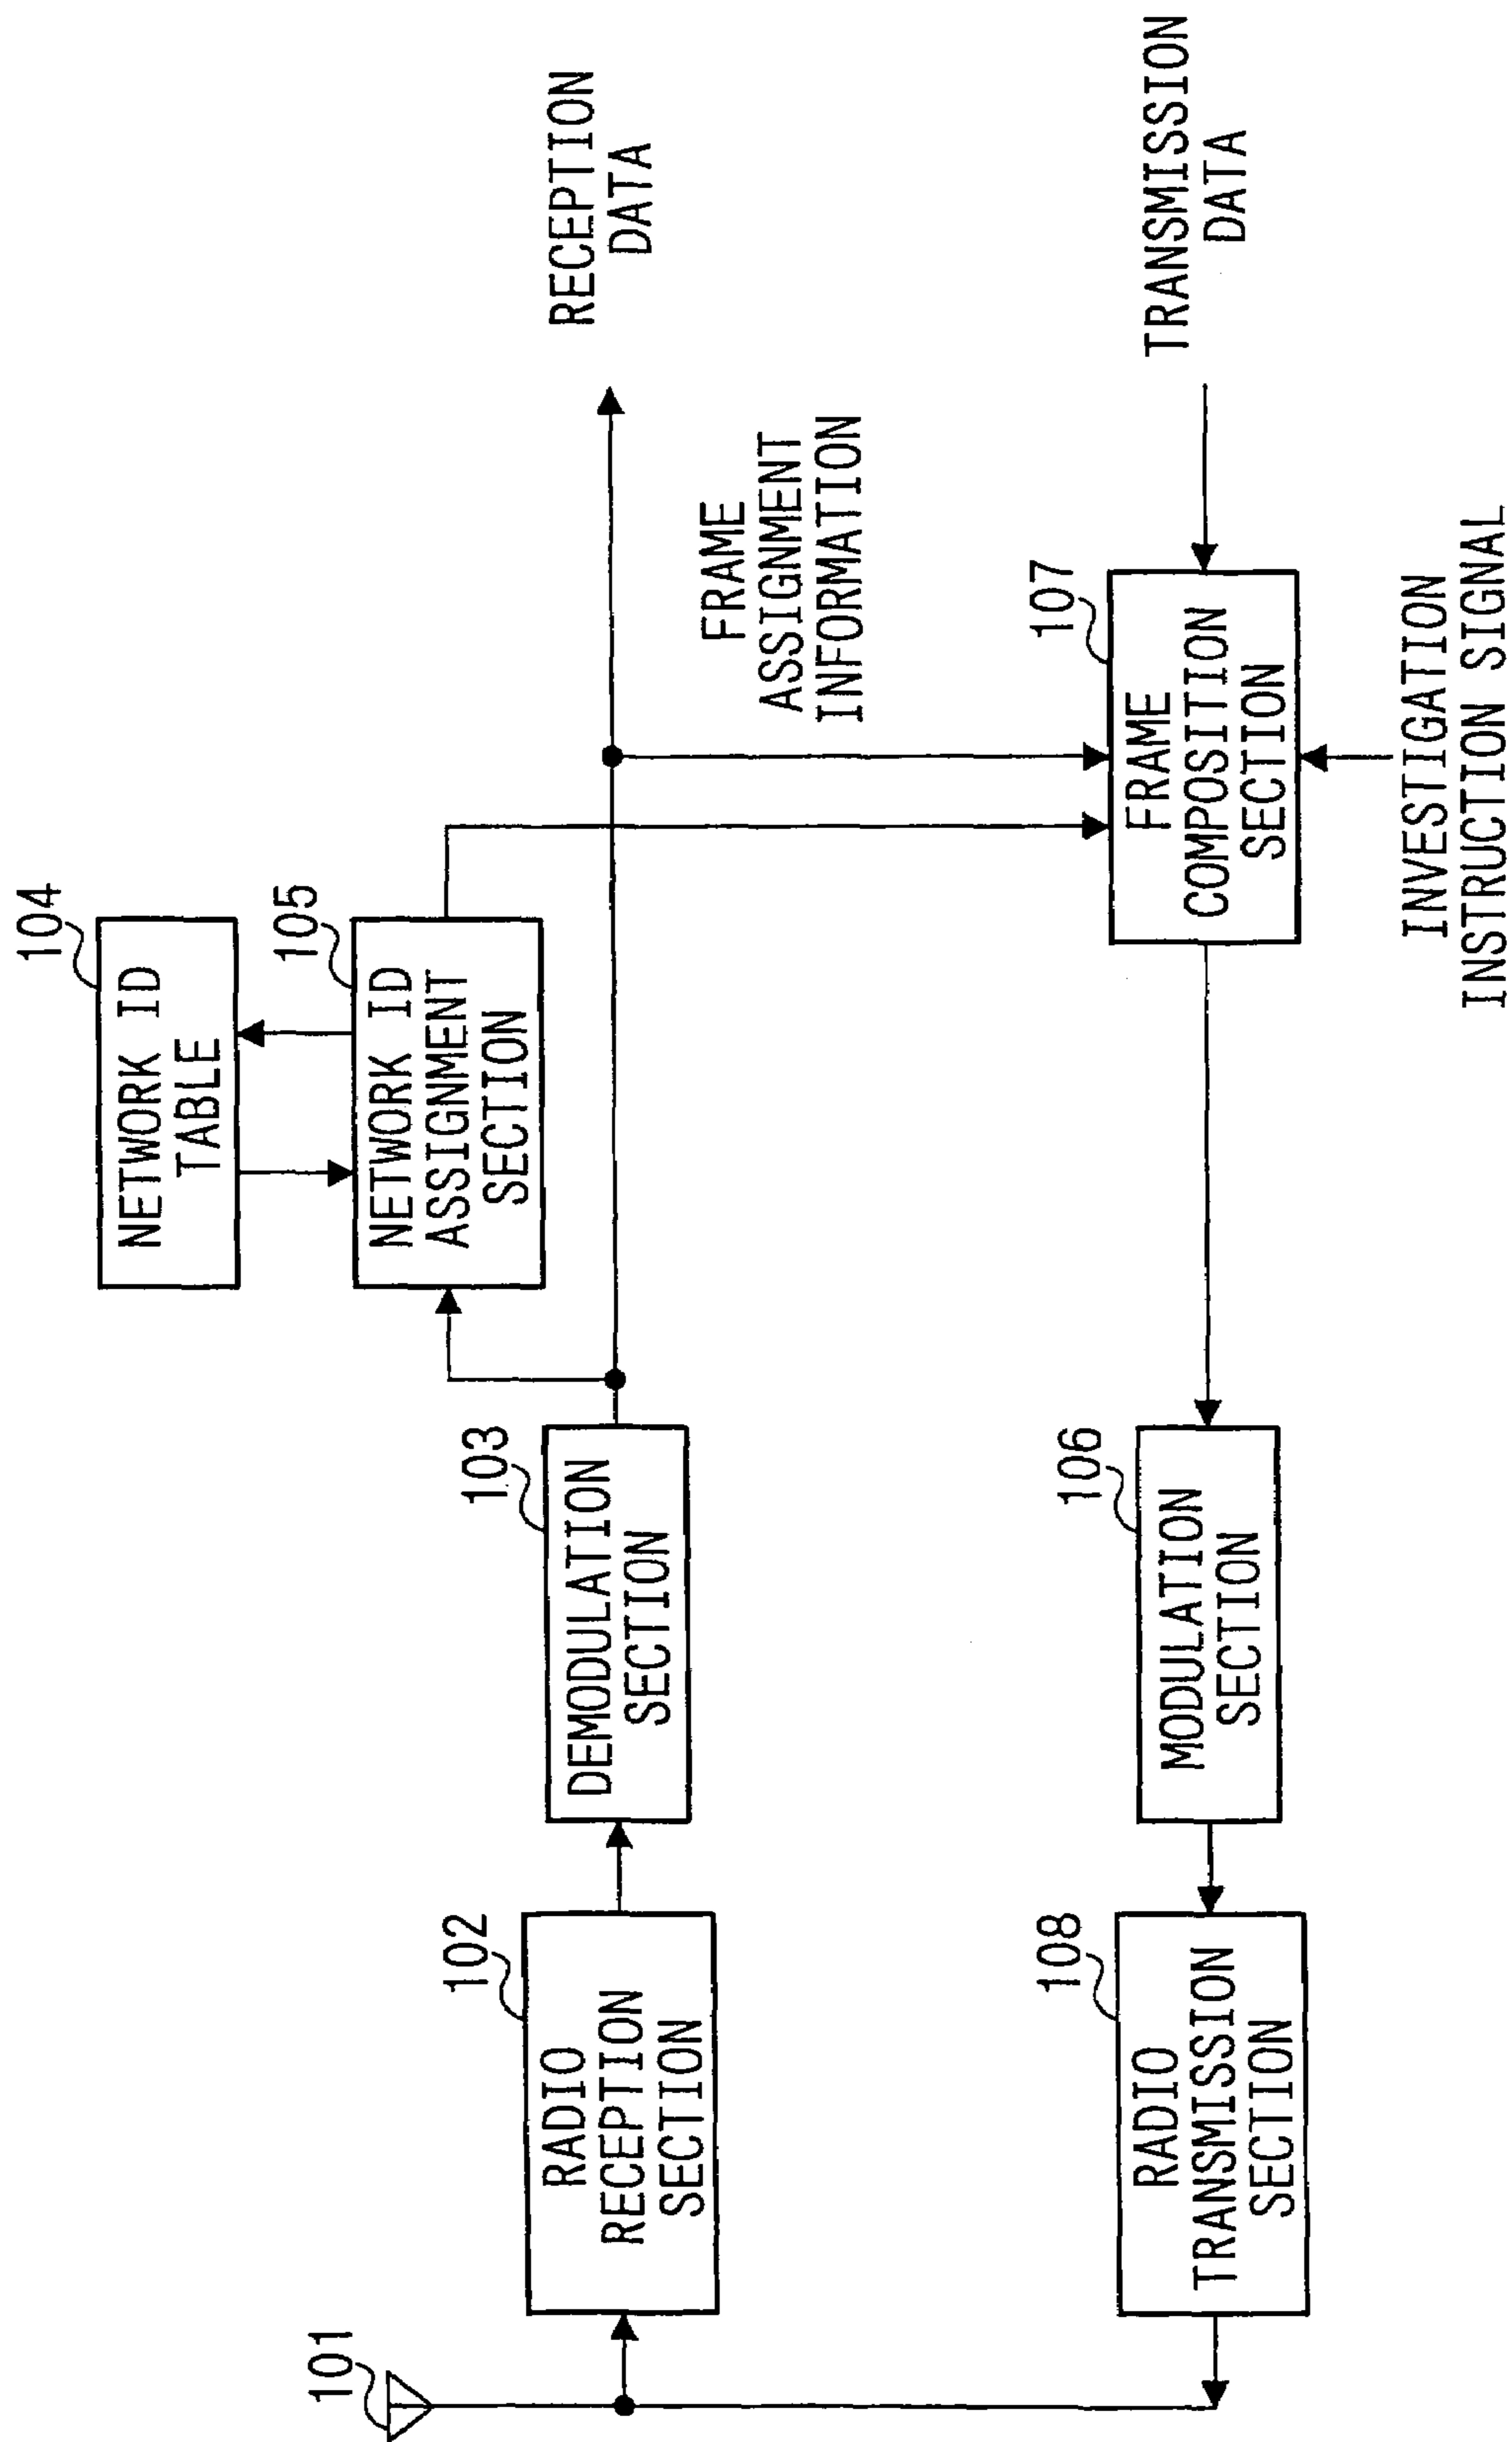 104
NETWORK ID
TABLE
105
NETWORK ID
ASSIGNMENT
SECTION
101
102
RADIO
RECEPTION
SECTION
103
DEMODULATION
SECTION
RECEPTION
DATA
FRAME
ASSIGNMENT
INFORMATION
108
RADIO
TRANSMISSION
SECTION
106
MODULATION
SECTION
107
FRAME
COMPOSITION
SECTION
TRANSMISSION
DATA
INVESTIGATION
INSTRUCTION SIGNAL